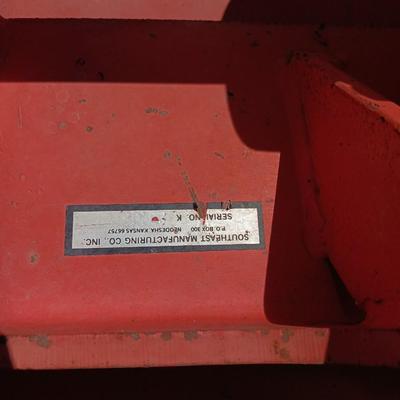 SOUTHEAST MANUFACTURING CO., INC.
P.O. BOX 300 NEODESHA KANSAS 66757
SERIAL NO. K